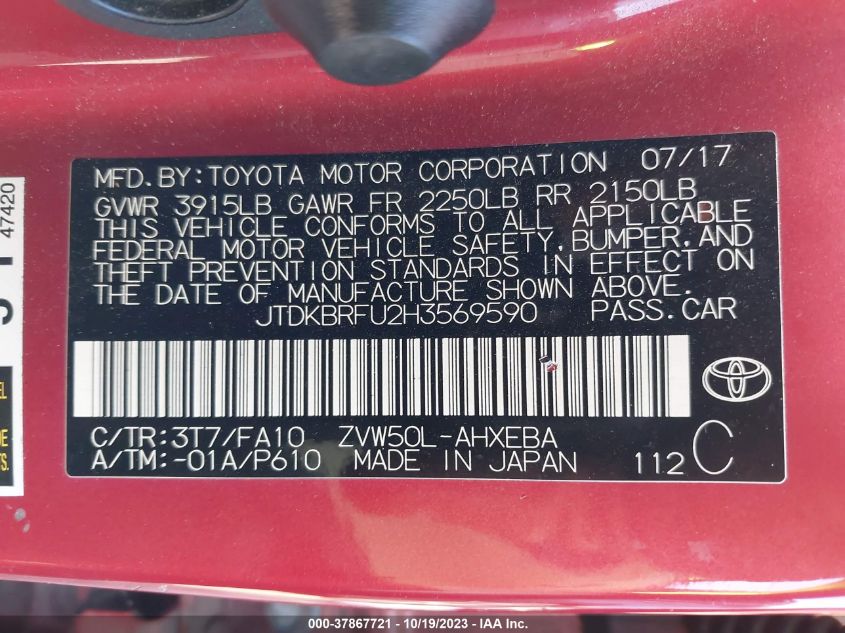 MFD.BY:TOYOTA MOTOR CORPORATION 07/17
GVWR 3915LB GAWR FR 2250LB RR 2150LB
THIS VEHICLE CONFORMS TO ALL APPLICABLE
FEDERAL MOTOR VEHICLE SAFETY,BUMPER,AND
THEFT PREVENTION STANDARDS IN EFFECT ON
THE DATE OF MANUFACTURE SHOWN ABOVE.
JTDKBRFU2H3569590 PASS.CAR
C/TR:3T7/FA10 ZVW50L-AHXEBA
A/TM:-01A/P610 MADE IN JAPAN 112 C
47420
000-37867721 - 10/19/2023 - IAA Inc.